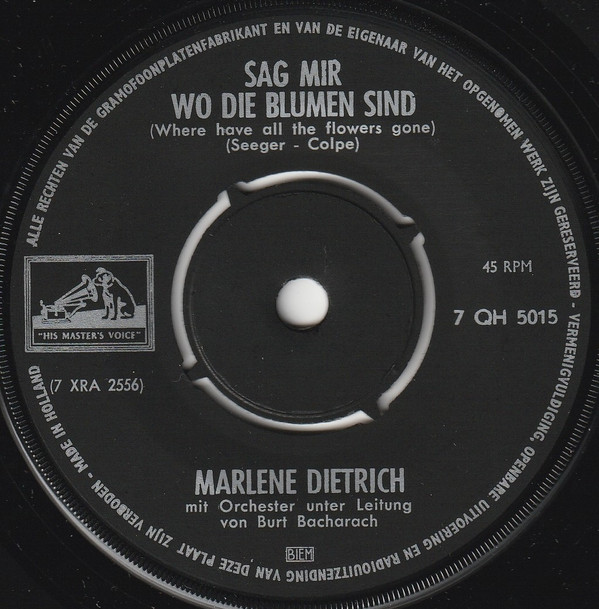 ALLE RECHTEN VAN DE GRAMOFOONPLATENFABRIKANT EN VAN DE EIGENAAR VAN HET OPGENOMEN WERK ZIJN GERESERVEERD - VERMENIGVULDIGING, OPENBARE UITVOERING EN RADIOUITZENDING VAN DEZE PLAAT ZIJN VERBODEN - MADE IN HOLLAND
SAG MIR
WO DIE BLUMEN SIND
(Where have all the flowers gone)
(Seeger - Colpe)
45 RPM
7 QH 5015
"HIS MASTER'S VOICE"
(7 XRA 2556)
MARLENE DIETRICH
mit Orchester unter Leitung
von Burt Bacharach
BIEM